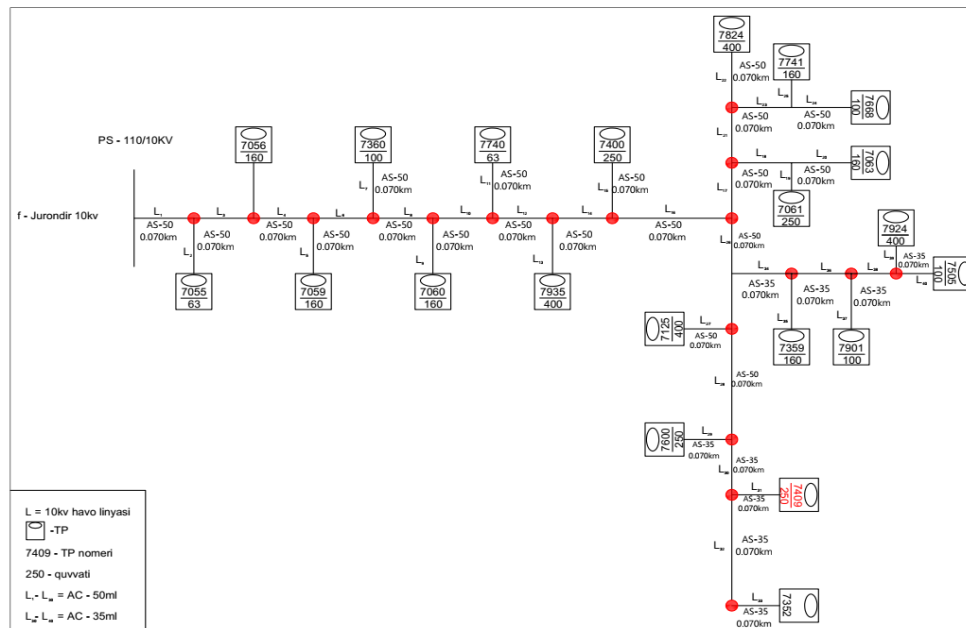 PS - 110/10KV
f - Jurondir 10kv
7056
160
7360
100
7740
63
7400
250
7055
63
7059
160
7060
160
7935
400
L₁
AS-50
0.070km
AS-50
0.070km
AS-50
0.070km
AS-50
0.070km
AS-50
0.070km
AS-50
0.070km
AS-50
0.070km
AS-50
0.070km
AS-50
0.070km
AS-50
0.070km
AS-50
0.070km
AS-50
0.070km
7824
400
AS-50
0.070km
7741
160
7668
100
AS-50
0.070km
AS-50
0.070km
7063
160
AS-50
0.070km
AS-50
0.070km
7061
250
AS-50
0.070km
7924
400
AS-35
0.070km
7505
100
AS-35
0.070km
AS-35
0.070km
AS-35
0.070km
7359
160
7901
100
7125
400
AS-50
0.070km
AS-50
0.070km
7600
250
AS-35
0.070km
AS-35
0.070km
7409
250
AS-35
0.070km
AS-35
0.070km
7352
AS-35
0.070km
L = 10kv havo linyasi
-TP
7409 - TP nomeri
250 - quvvati
= AC - 50ml
= AC - 35ml